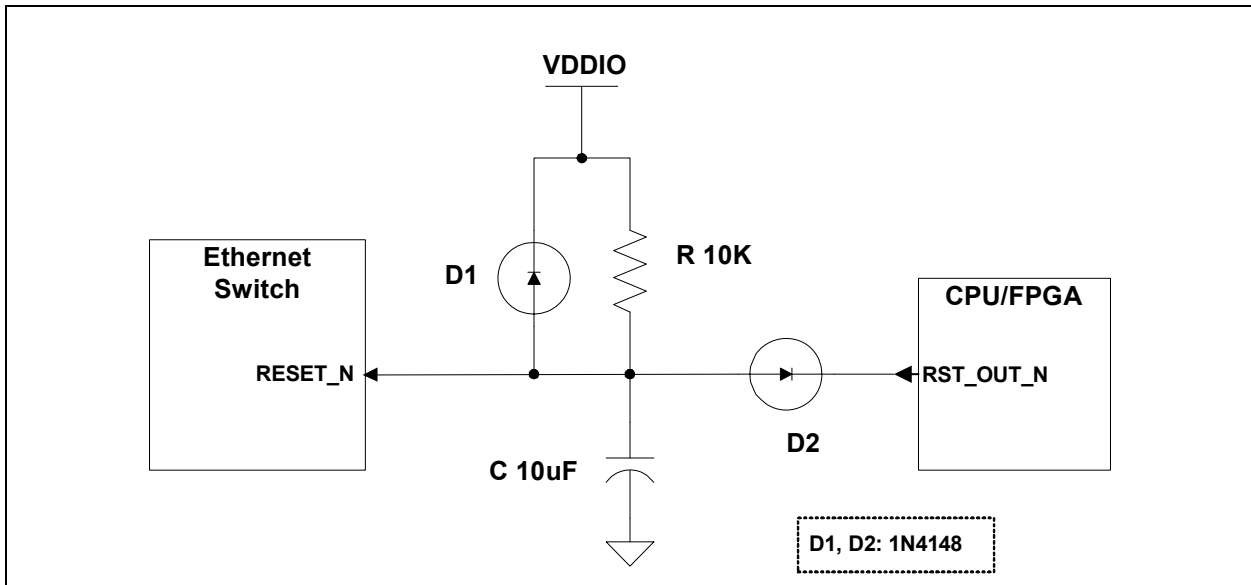 VDDIO
Ethernet
Switch
D1
R 10K
CPU/FPGA
RESET_N
RST_OUT_N
D2
C 10uF
D1, D2: 1N4148